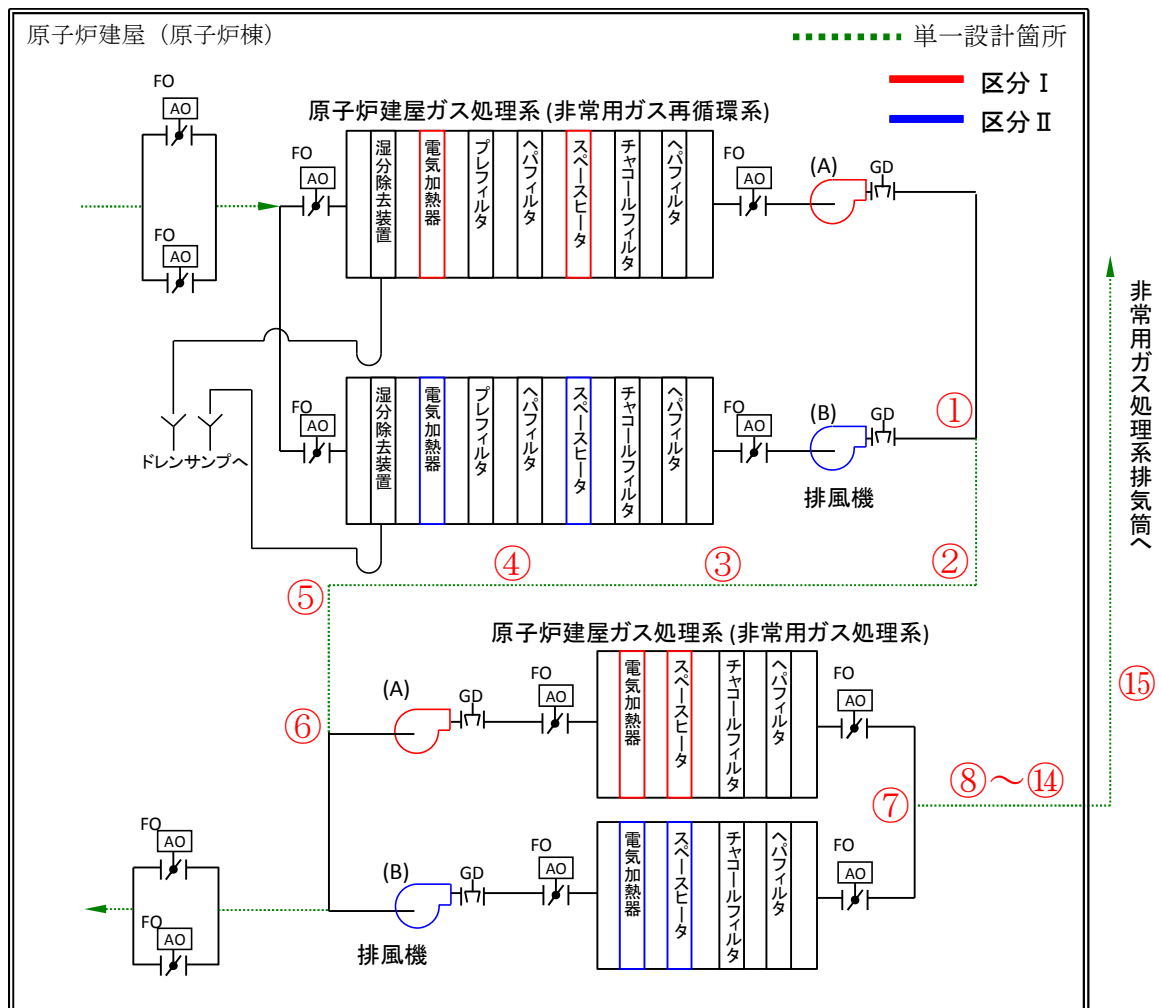 原子炉建屋（原子炉棟）
単一設計箇所
区分Ⅰ
区分Ⅱ
原子炉建屋ガス処理系(非常用ガス再循環系)
FO
AO
FO
AO
FO
AO
湿分除去装置
電気加熱器
プレフィルタ
ヘパフィルタ
スペースヒータ
チャコールフィルタ
ヘパフィルタ
FO
AO
(A)
GD
FO
AO
湿分除去装置
電気加熱器
プレフィルタ
ヘパフィルタ
スペースヒータ
チャコールフィルタ
ヘパフィルタ
FO
AO
(B)
GD
排風機
ドレンサンプへ
①
②
③
④
⑤
⑥
原子炉建屋ガス処理系(非常用ガス処理系)
(A)
GD
FO
AO
電気加熱器
スペースヒータ
チャコールフィルタ
ヘパフィルタ
FO
AO
(B)
GD
FO
AO
電気加熱器
スペースヒータ
チャコールフィルタ
ヘパフィルタ
FO
AO
排風機
FO
AO
FO
AO
⑦
⑧～⑭
⑮
非常用ガス処理系排気筒へ